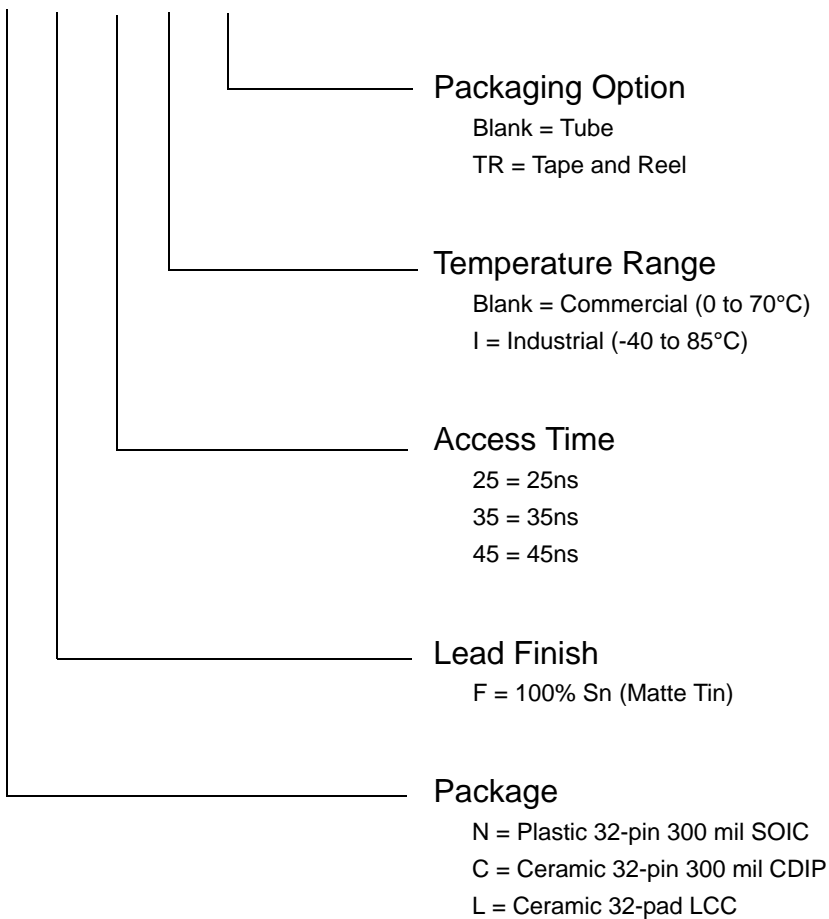 Packaging Option
Blank = Tube
TR = Tape and Reel
Temperature Range
Blank = Commercial (0 to 70°C)
I = Industrial (-40 to 85°C)
Access Time
25 = 25ns
35 = 35ns
45 = 45ns
Lead Finish
F = 100% Sn (Matte Tin)
Package
N = Plastic 32-pin 300 mil SOIC
C = Ceramic 32-pin 300 mil CDIP
L = Ceramic 32-pad LCC